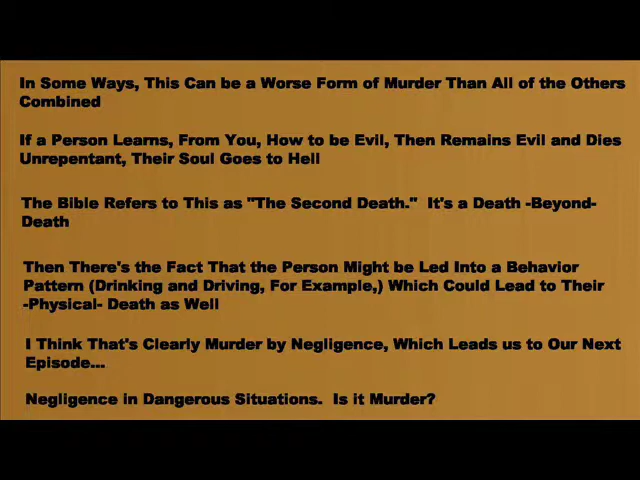 In Some Ways, This Can be a Worse Form of Murder Than All of the Others
Combined
If a Person Learns, From You, How to be Evil, Then Remains Evil and Dies
Unrepentant, Their Soul Goes to Hell
The Bible Refers to This as "The Second Death."  It's a Death -Beyond-
Death
Then There's the Fact That the Person Might be Led Into a Behavior
Pattern (Drinking and Driving, For Example,) Which Could Lead to Their
-Physical- Death as Well
I Think That's Clearly Murder by Negligence, Which Leads us to Our Next
Episode...
Negligence in Dangerous Situations.  Is it Murder?